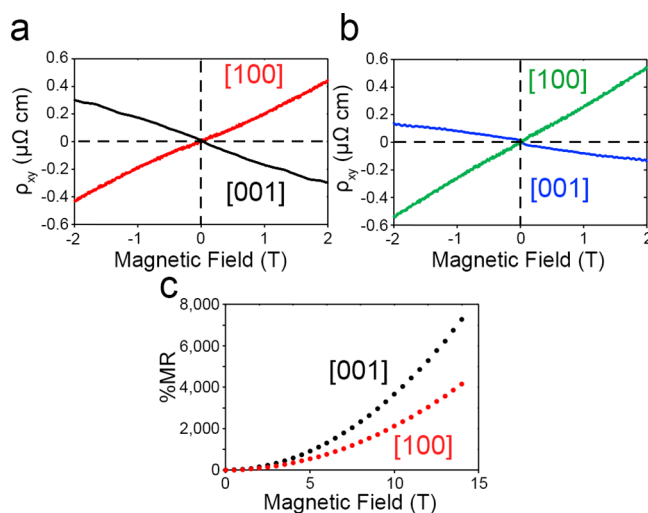 a
0.6
0.4
0.2
0
-0.2
-0.4
-0.6
ρxy (μΩ cm)
[100]
[001]
-2 -1 0 1 2
Magnetic Field (T)
b
0.6
0.4
0.2
0
-0.2
-0.4
-0.6
ρxy (μΩ cm)
[100]
[001]
-2 -1 0 1 2
Magnetic Field (T)
c
8,000
6,000
4,000
2,000
0
%MR
[001]
[100]
0 5 10 15
Magnetic Field (T)